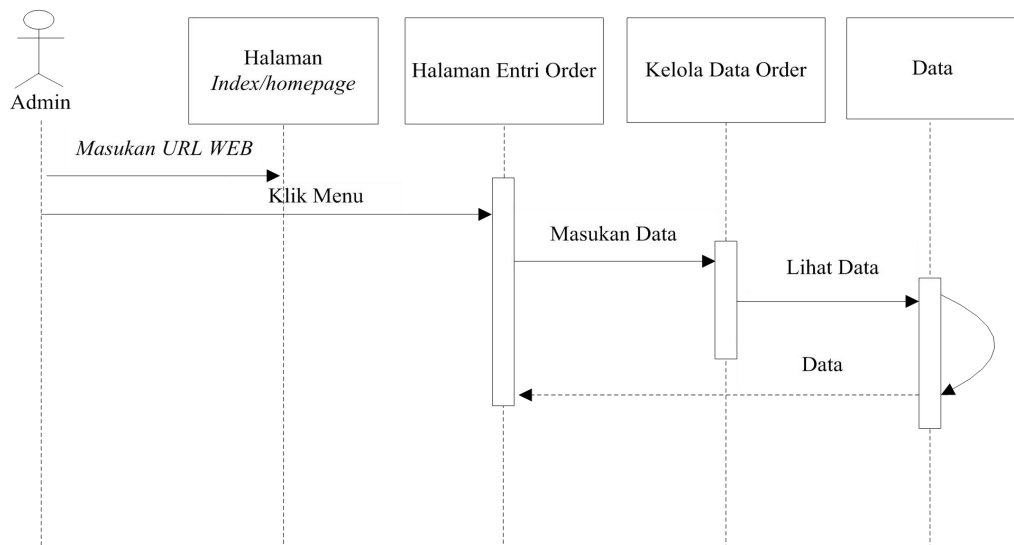 Admin
Halaman
Index/homepage
Halaman Entri Order
Kelola Data Order
Data
Masukan URL WEB
Klik Menu
Masukan Data
Lihat Data
Data